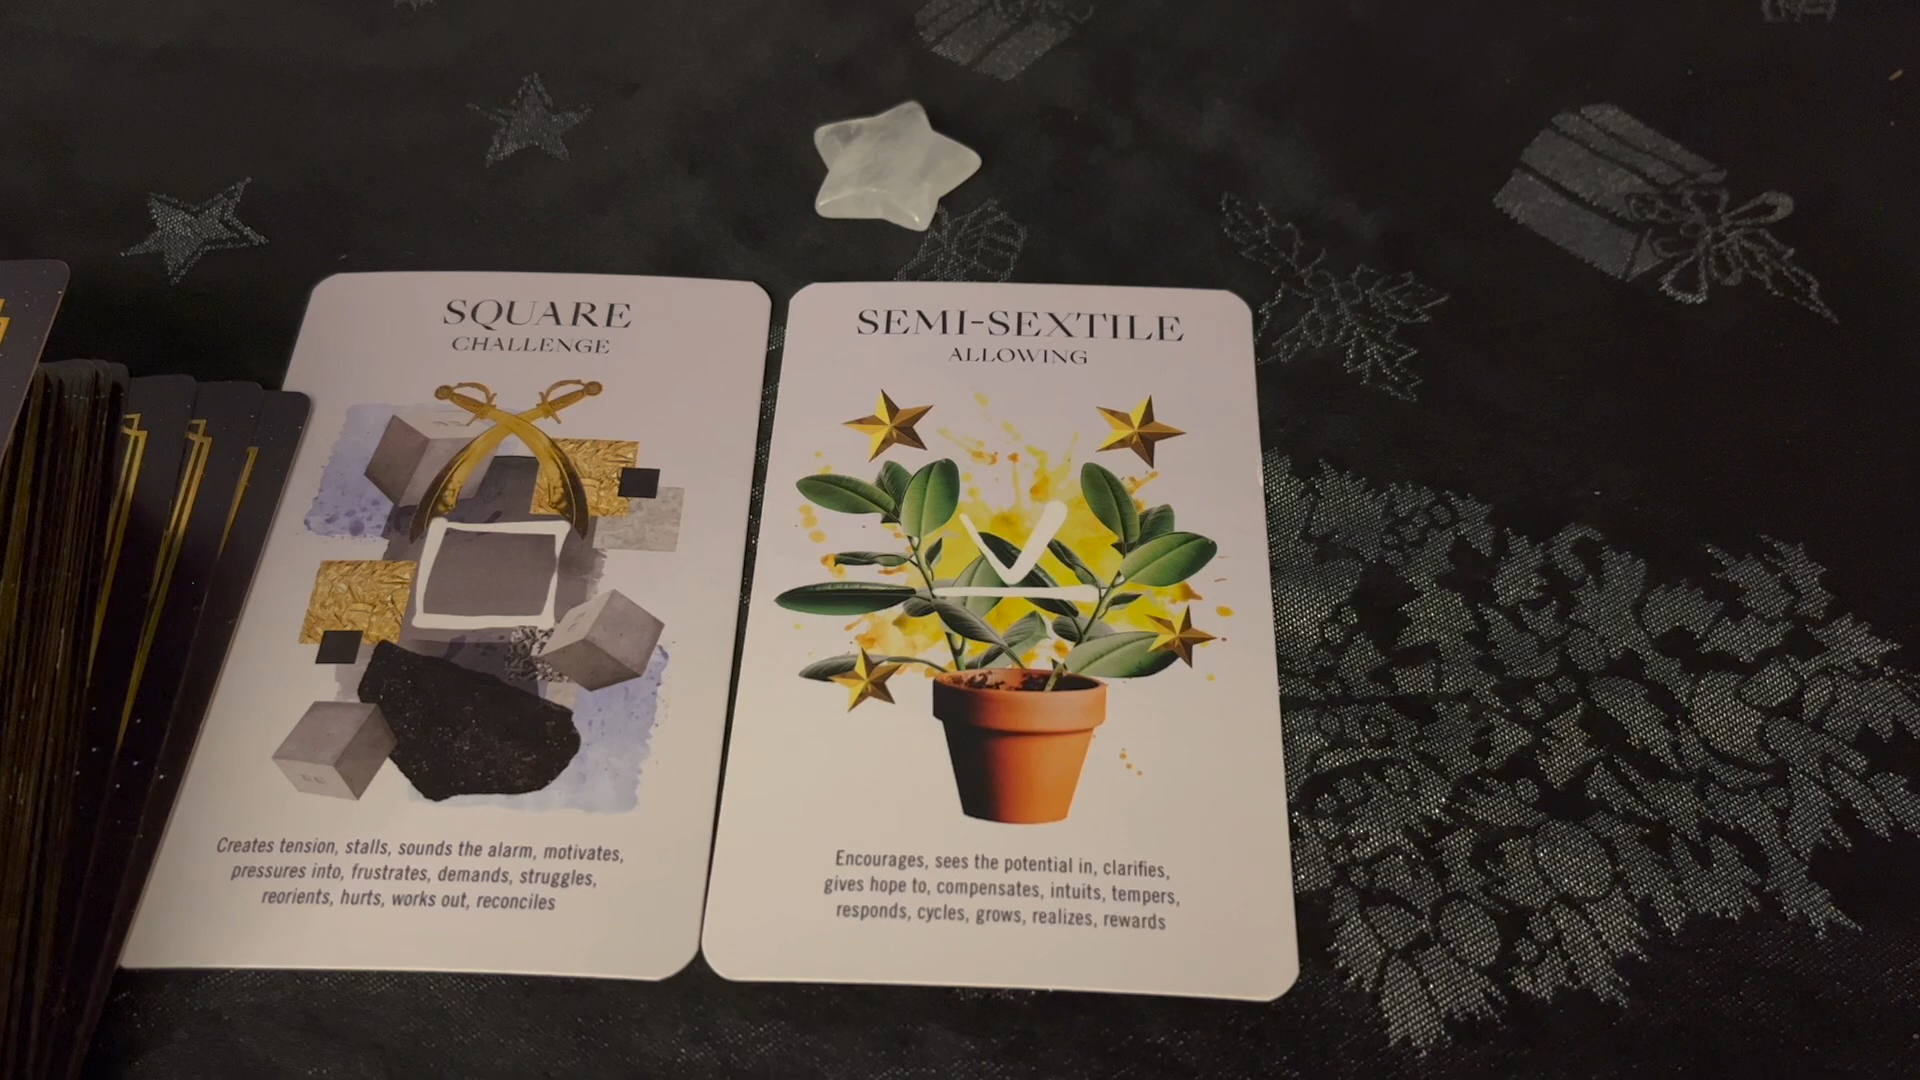 SQUARE
CHALLENGE
Creates tension, stalls, sounds the alarm, motivates,
pressures into, frustrates, demands, struggles,
reorients, hurts, works out, reconciles
SEMI-SEXTILE
ALLOWING
Encourages, sees the potential in, clarifies,
gives hope to, compensates, intuits, tempers,
responds, cycles, grows, realizes, rewards